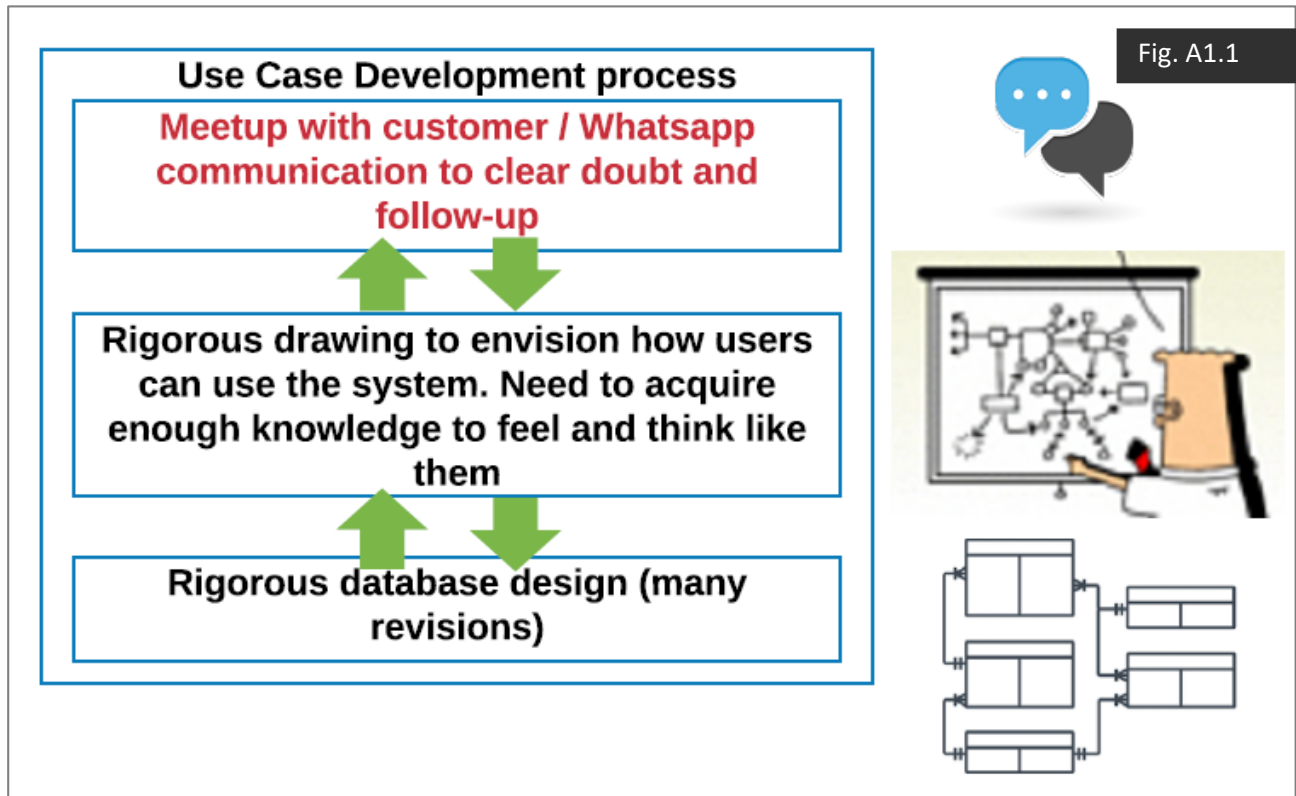 Fig. A1.1
Use Case Development process
Meetup with customer / Whatsapp
communication to clear doubt and
follow-up
Rigorous drawing to envision how users
can use the system. Need to acquire
enough knowledge to feel and think like
them
Rigorous database design (many
revisions)